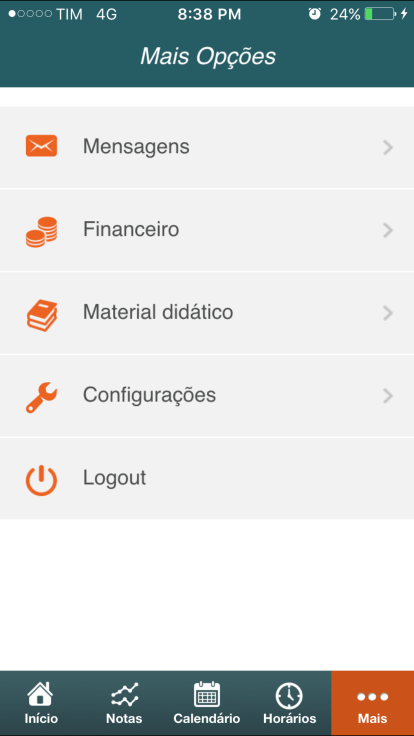 TIM 4G 8:38 PM 24%
Mais Opções
Mensagens
Financeiro
Material didático
Configurações
Logout
Início Notas Calendário Horários Mais